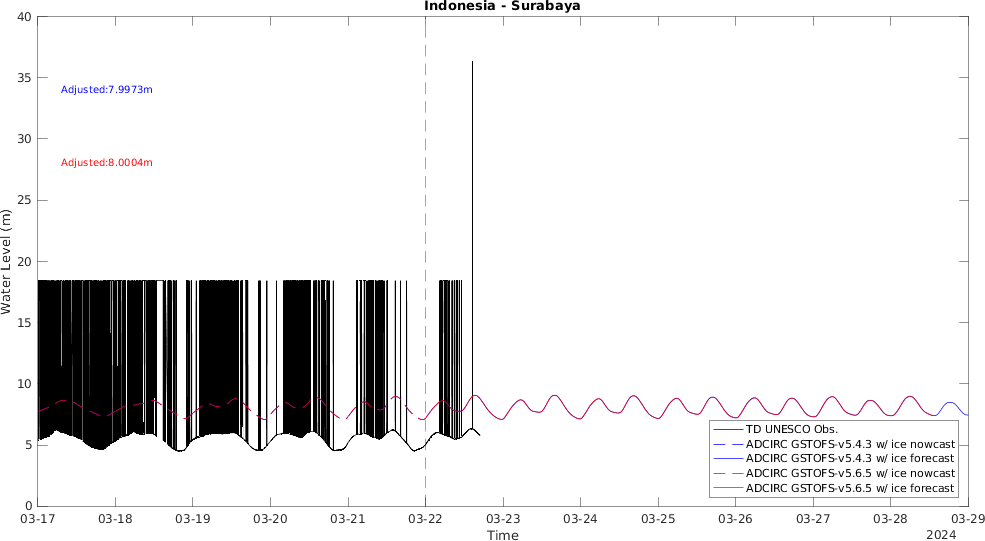 Indonesia - Surabaya
40
35
30
25
20
15
10
5
0
Water Level (m)
Adjusted:7.9973m
Adjusted:8.0004m
TD UNESCO Obs.
ADCIRC GSTOFS-v5.4.3 w/ ice nowcast
ADCIRC GSTOFS-v5.4.3 w/ ice forecast
ADCIRC GSTOFS-v5.6.5 w/ ice nowcast
ADCIRC GSTOFS-v5.6.5 w/ ice forecast
03-17 03-18 03-19 03-20 03-21 03-22 03-23 03-24 03-25 03-26 03-27 03-28 03-29
Time
2024